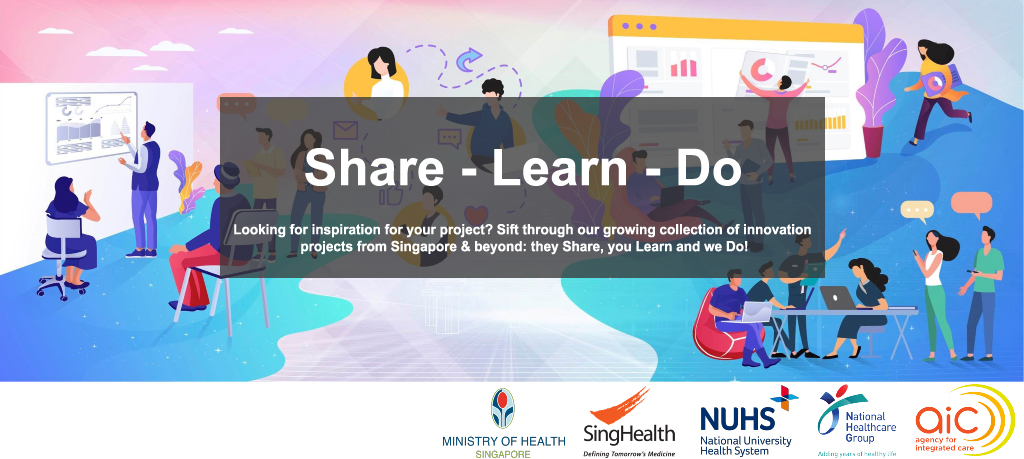 Share - Learn - Do
Looking for inspiration for your project? Sift through our growing collection of innovation
projects from Singapore & beyond: they Share, you Learn and we Do!
MINISTRY OF HEALTH
SINGAPORE
SingHealth
Defining Tomorrow's Medicine
NUHS
National University
Health System
National
Healthcare
Group
Adding years of healthy life
aic
agency for
integrated care